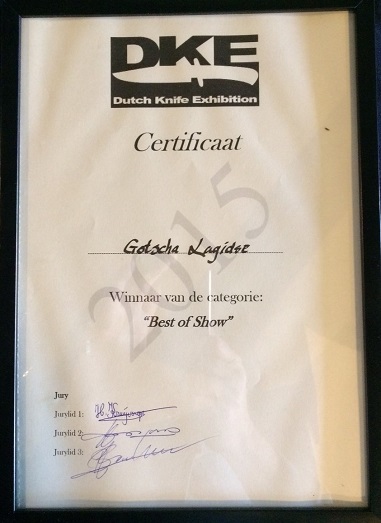 DKE
Dutch Knife Exhibition
Certificaat
2015
Gotscha Lagidse
Winnaar van de categorie:
"Best of Show"
Jury
Jurylid 1:
Jurylid 2:
Jurylid 3: